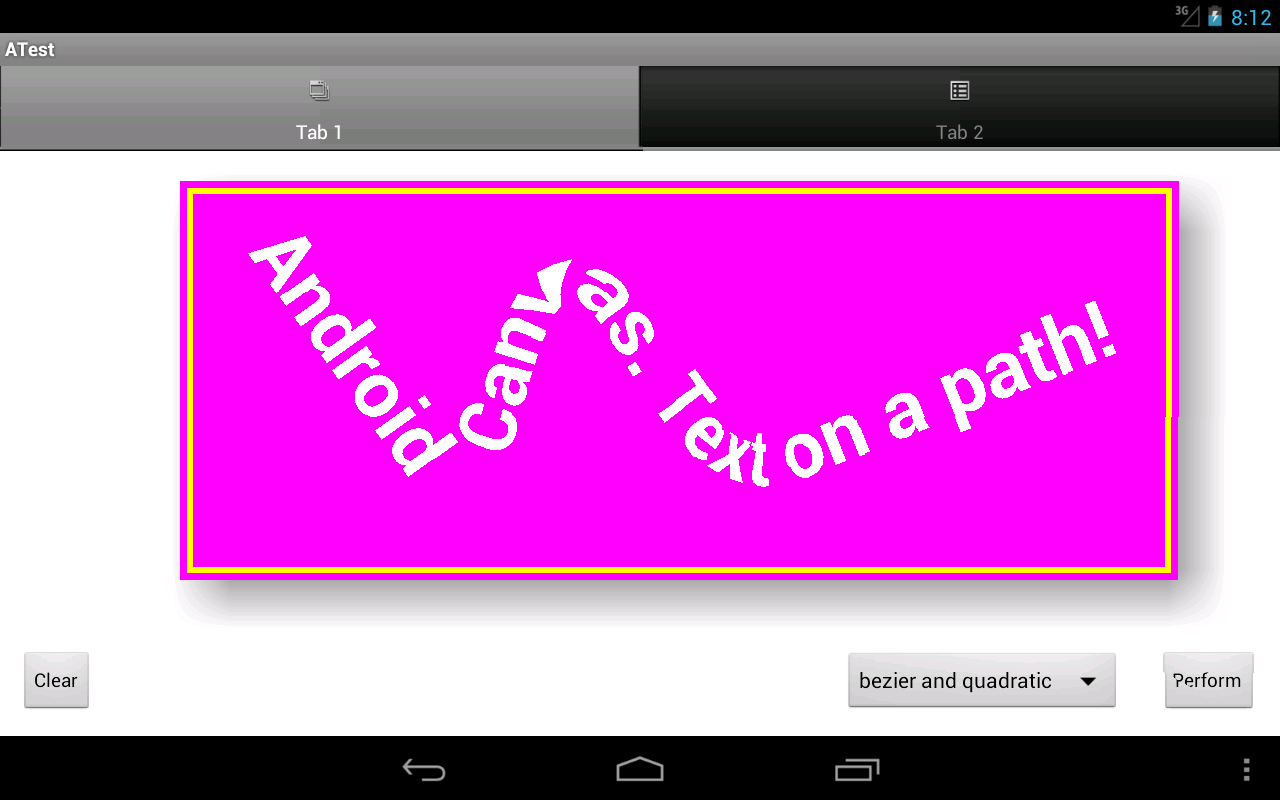 3G 8:12
ATest
Tab 1 Tab 2
Android Canvas. Text on a path!
Clear bezier and quadratic Perform